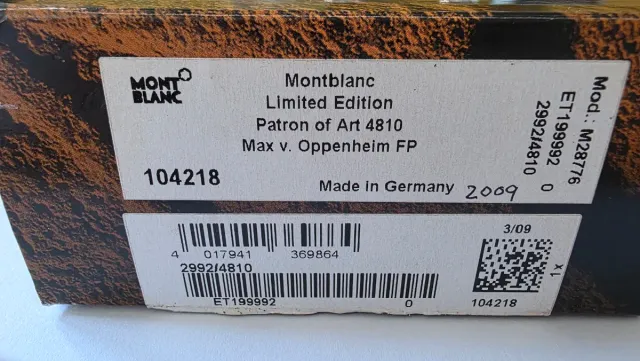 MONT
BLANC
Montblanc
Limited Edition
Patron of Art 4810
Max v. Oppenheim FP
104218
Made in Germany
2009
Mod.: M28776
ET199992 0
2992/4810
4 017941 369864
2992/4810
ET199992 0
3/09
XL
104218